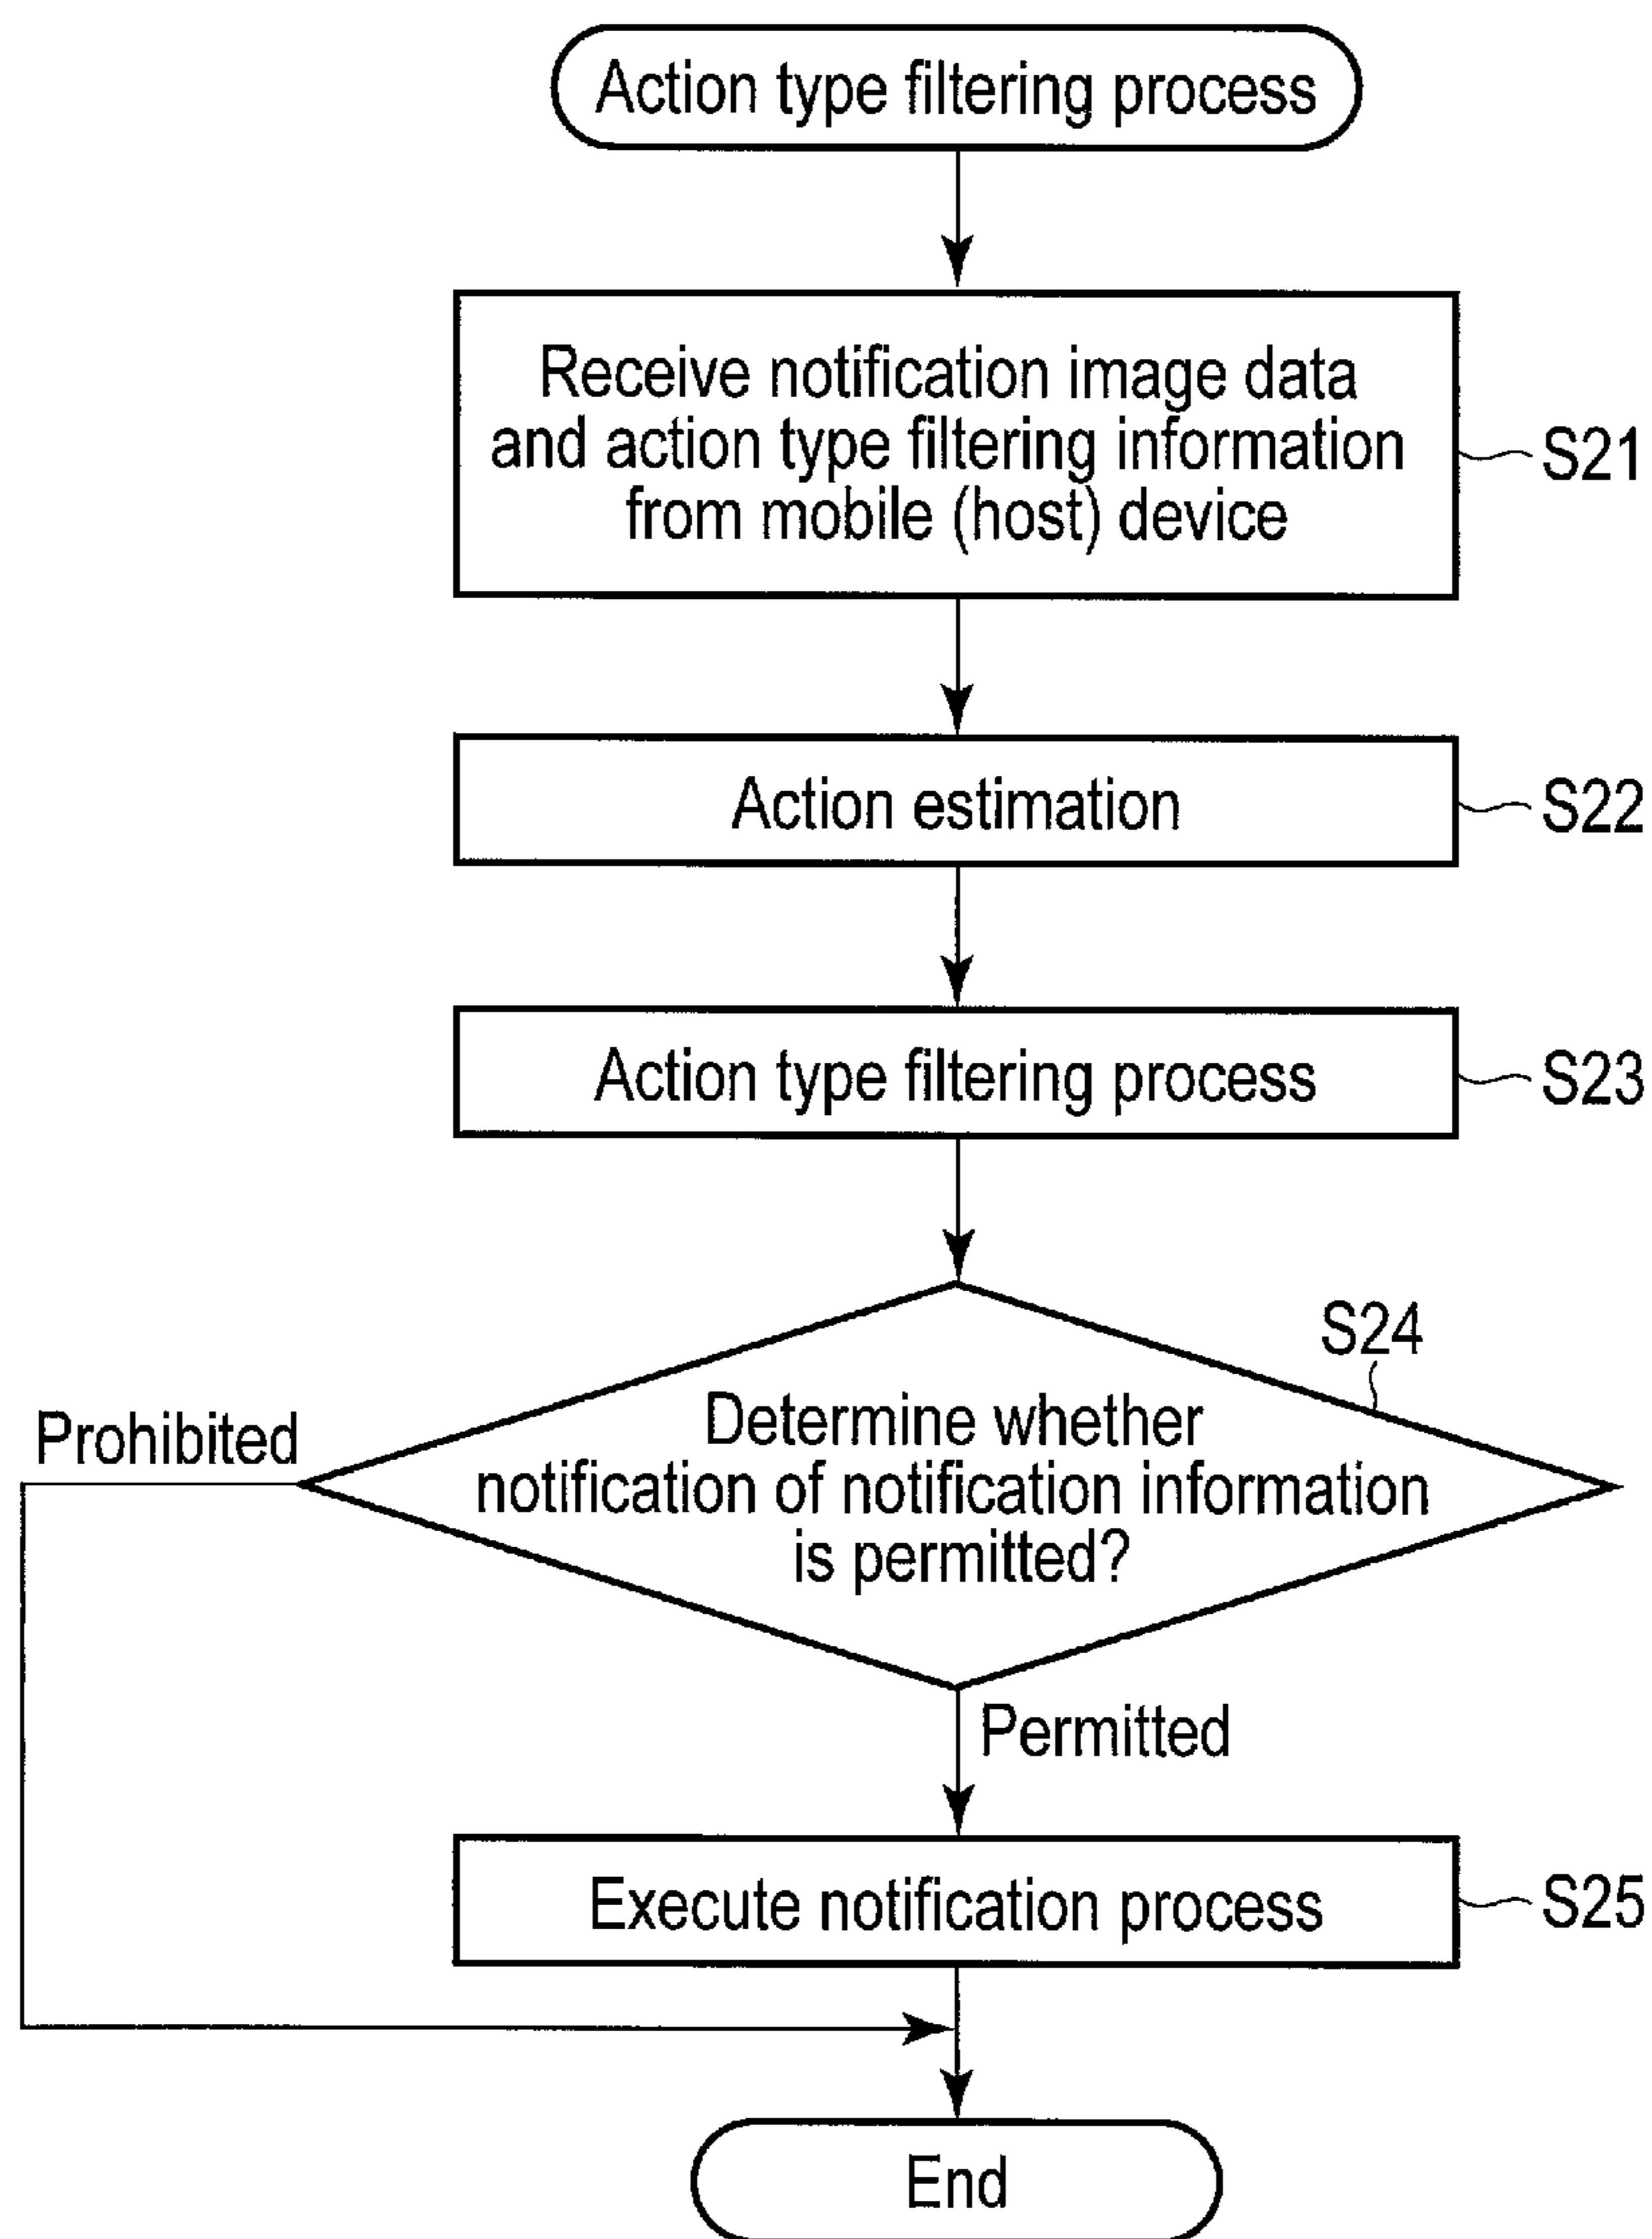 Action type filtering process
Receive notification image data
and action type filtering information
from mobile (host) device
S21
Action estimation
S22
Action type filtering process
S23
S24
Determine whether
notification of notification information
is permitted?
Prohibited
Permitted
Execute notification process
S25
End